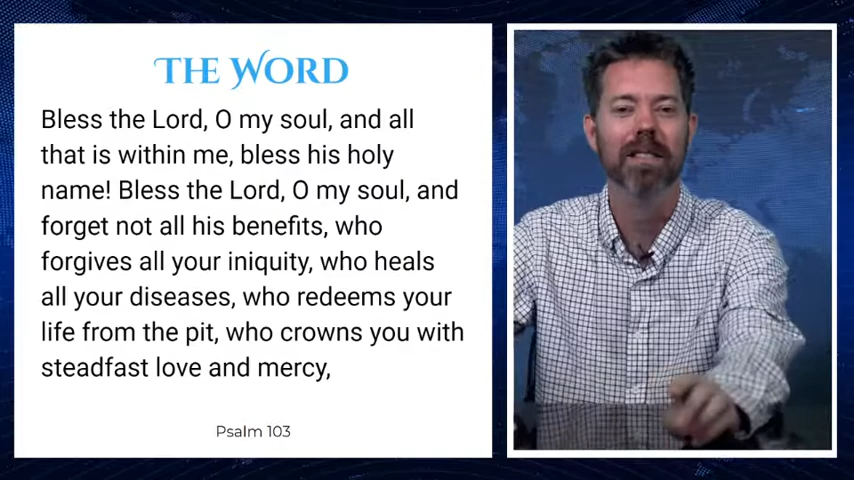 THE WORD
Bless the Lord, O my soul, and all
that is within me, bless his holy
name! Bless the Lord, O my soul, and
forget not all his benefits, who
forgives all your iniquity, who heals
all your diseases, who redeems your
life from the pit, who crowns you with
steadfast love and mercy,
Psalm 103